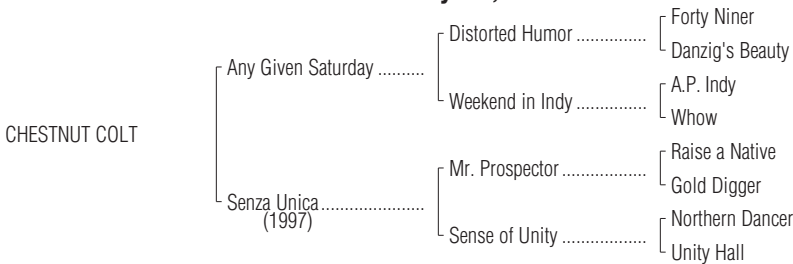 Forty Niner
Distorted Humor ...............
Danzig's Beauty
Any Given Saturday ..........
A.P. Indy
Weekend in Indy ...............
Whow
CHESTNUT COLT
Raise a Native
Mr. Prospector ..................
Gold Digger
Senza Unica ......................
(1997)
Northern Dancer
Sense of Unity ..................
Unity Hall